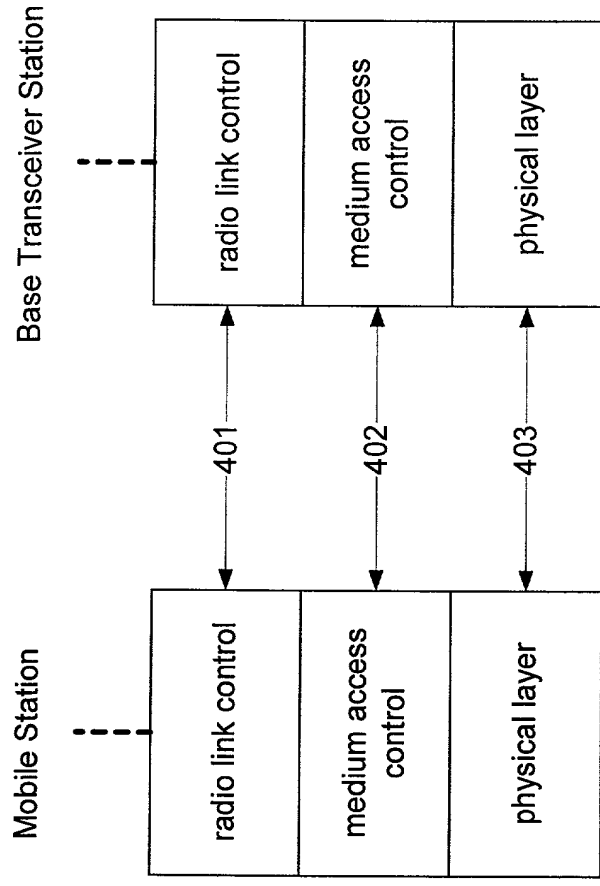 Mobile Station
Base Transceiver Station
radio link control
401
radio link control
medium access
control
402
medium access
control
physical layer
403
physical layer